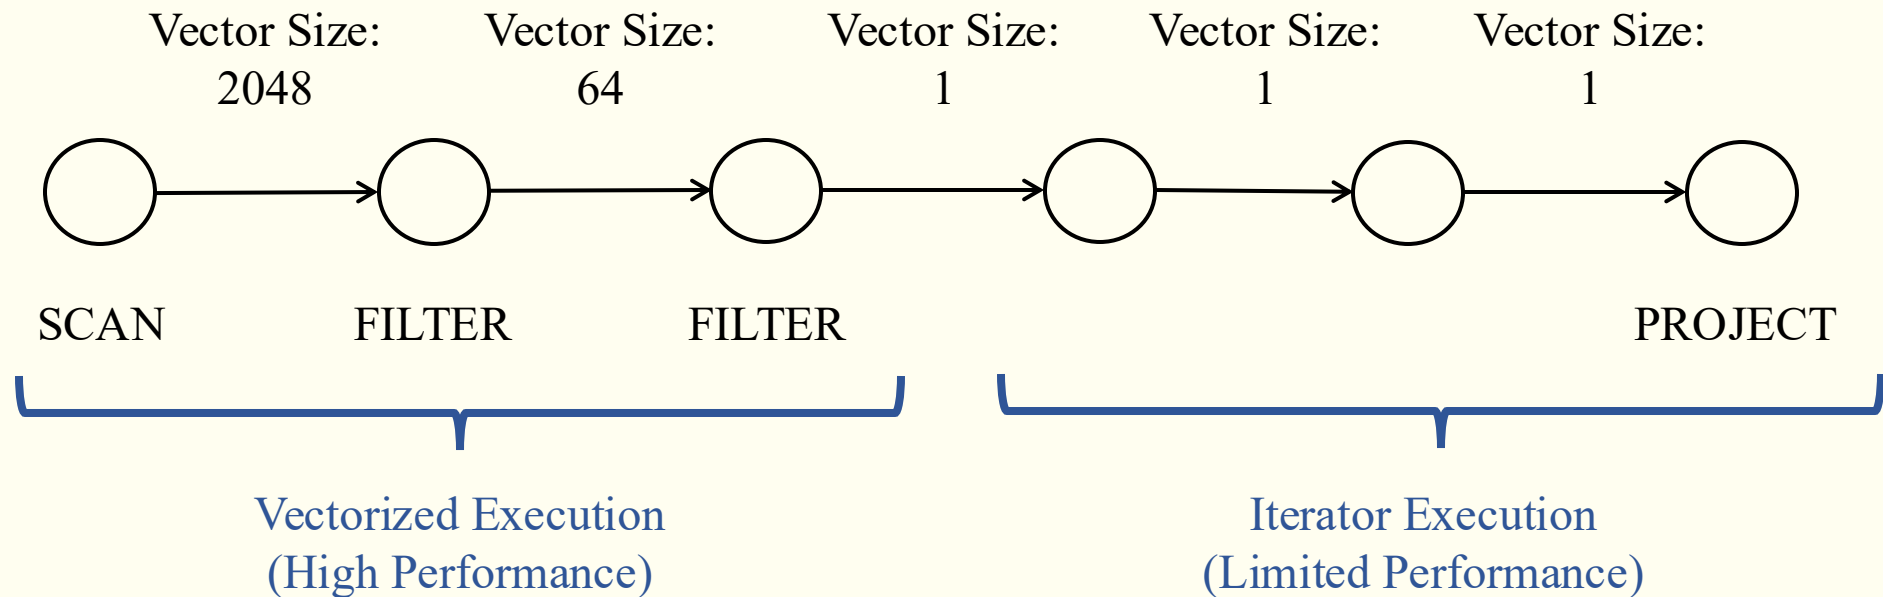 Vector Size:
2048
Vector Size:
64
Vector Size:
1
Vector Size:
1
Vector Size:
1
SCAN
FILTER
FILTER
PROJECT
Vectorized Execution
(High Performance)
Iterator Execution
(Limited Performance)